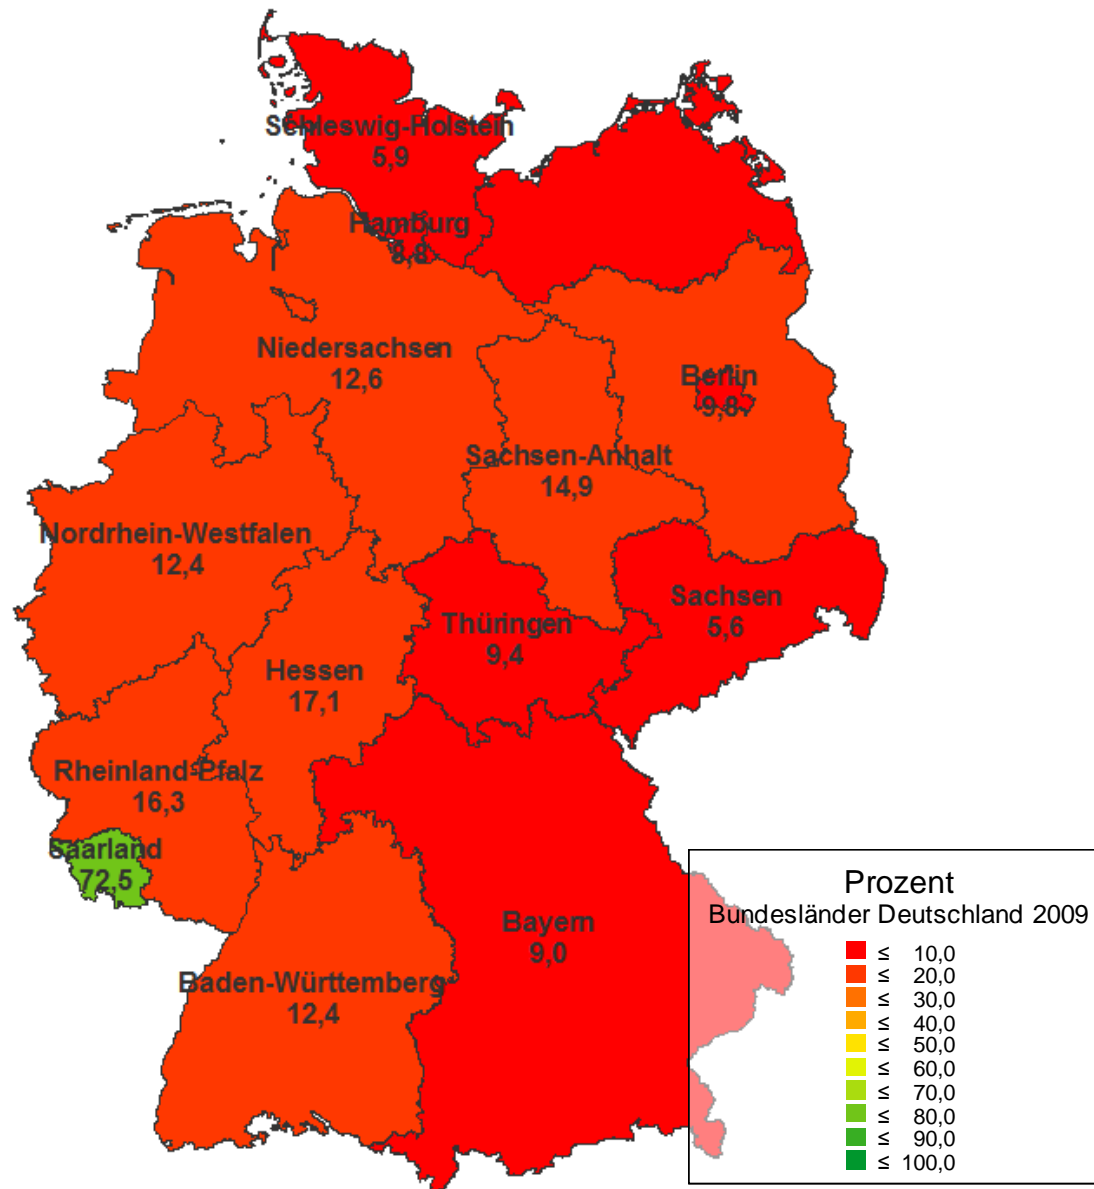 Schleswig-Holstein
5,9
Hamburg
8,8
Niedersachsen
12,6
Berlin
9,8
Sachsen-Anhalt
14,9
Nordrhein-Westfalen
12,4
Sachsen
5,6
Thüringen
9,4
Hessen
17,1
Rheinland-Pfalz
16,3
Saarland
72,5
Bayern
9,0
Baden-Württemberg
12,4
Prozent
Bundesländer Deutschland 2009
≤ 10,0
≤ 20,0
≤ 30,0
≤ 40,0
≤ 50,0
≤ 60,0
≤ 70,0
≤ 80,0
≤ 90,0
≤ 100,0